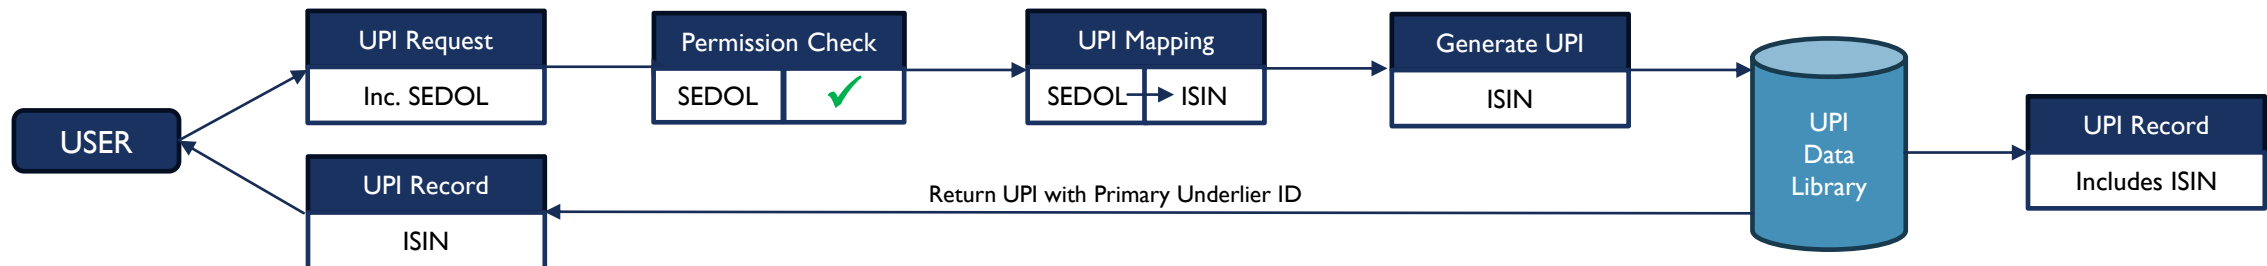 USER
UPI Request
Inc. SEDOL
Permission Check
SEDOL
UPI Mapping
SEDOL ISIN
Generate UPI
ISIN
UPI
Data
Library
UPI Record
Includes ISIN
Return UPI with Primary Underlier ID
UPI Record
ISIN